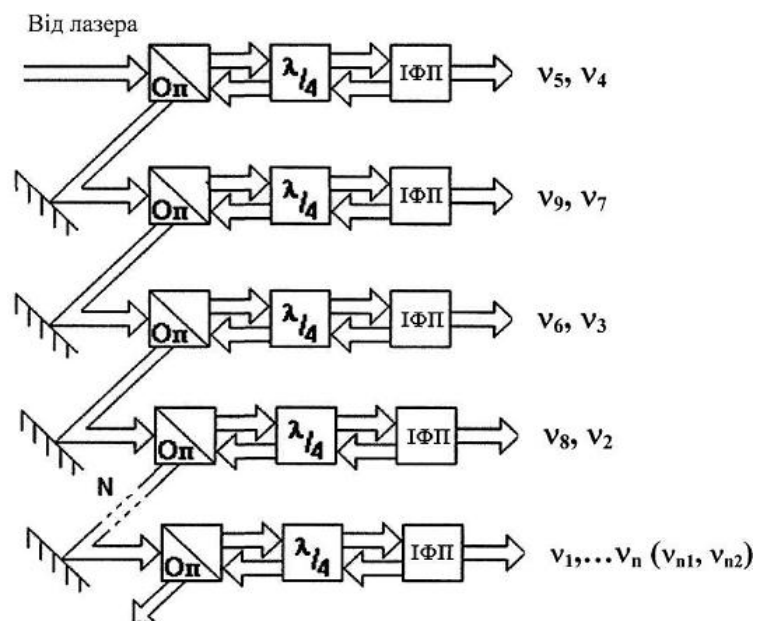 Від лазера
Оп λ/4 ІФП ν₅, ν₄
Оп λ/4 ІФП ν₉, ν₇
Оп λ/4 ІФП ν₆, ν₃
Оп λ/4 ІФП ν₈, ν₂
N
Оп λ/4 ІФП ν₁,...νₙ (νₙ₁, νₙ₂)